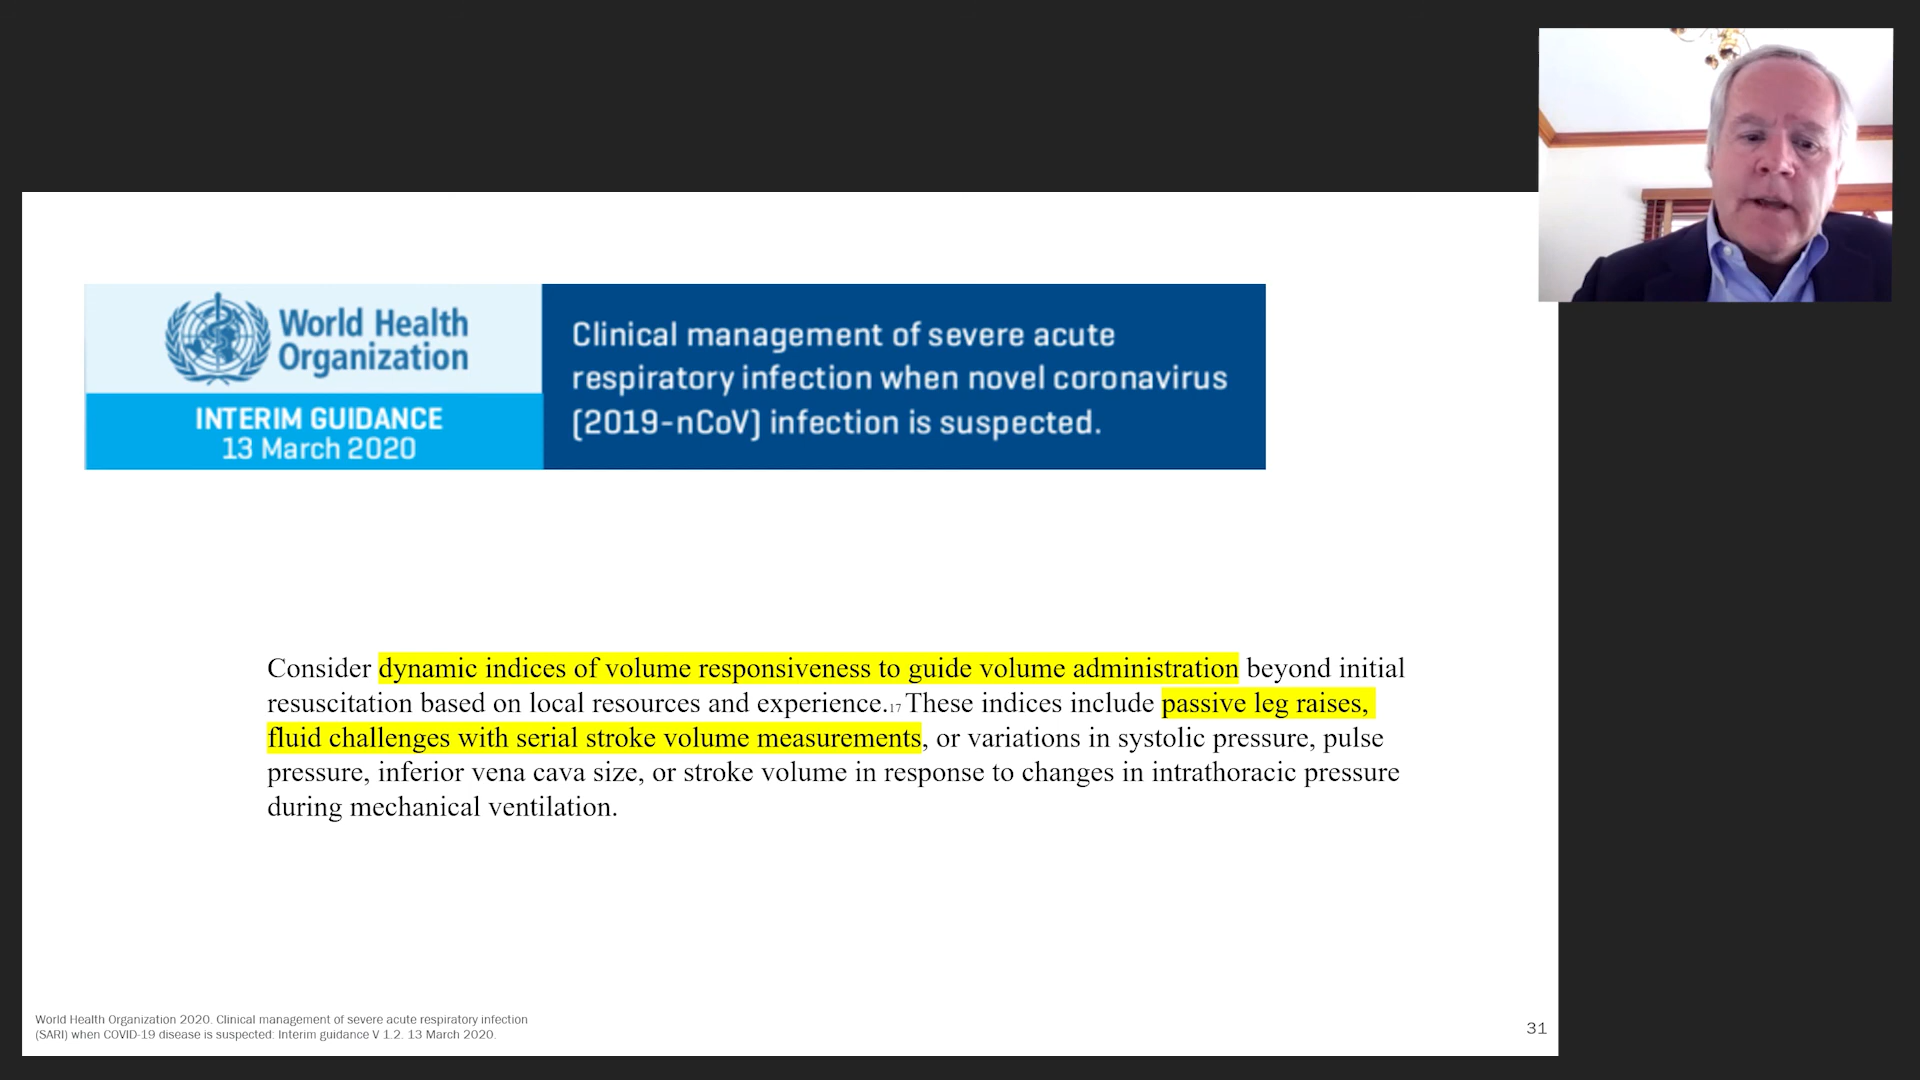 World Health
Organization
INTERIM GUIDANCE
13 March 2020
Clinical management of severe acute
respiratory infection when novel coronavirus
(2019-nCoV) infection is suspected.
Consider dynamic indices of volume responsiveness to guide volume administration beyond initial
resuscitation based on local resources and experience.17 These indices include passive leg raises,
fluid challenges with serial stroke volume measurements, or variations in systolic pressure, pulse
pressure, inferior vena cava size, or stroke volume in response to changes in intrathoracic pressure
during mechanical ventilation.
World Health Organization 2020. Clinical management of severe acute respiratory infection
(SARI) when COVID-19 disease is suspected: Interim guidance V 1.2. 13 March 2020.
31